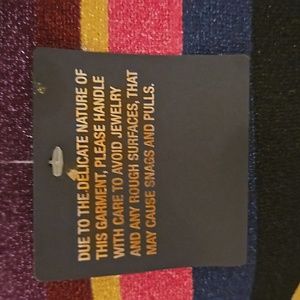 DUE TO THE DELICATE NATURE OF
THIS GARMENT, PLEASE HANDLE
WITH CARE TO AVOID JEWELRY
AND ANY ROUGH SURFACES, THAT
MAY CAUSE SNAGS AND PULLS.